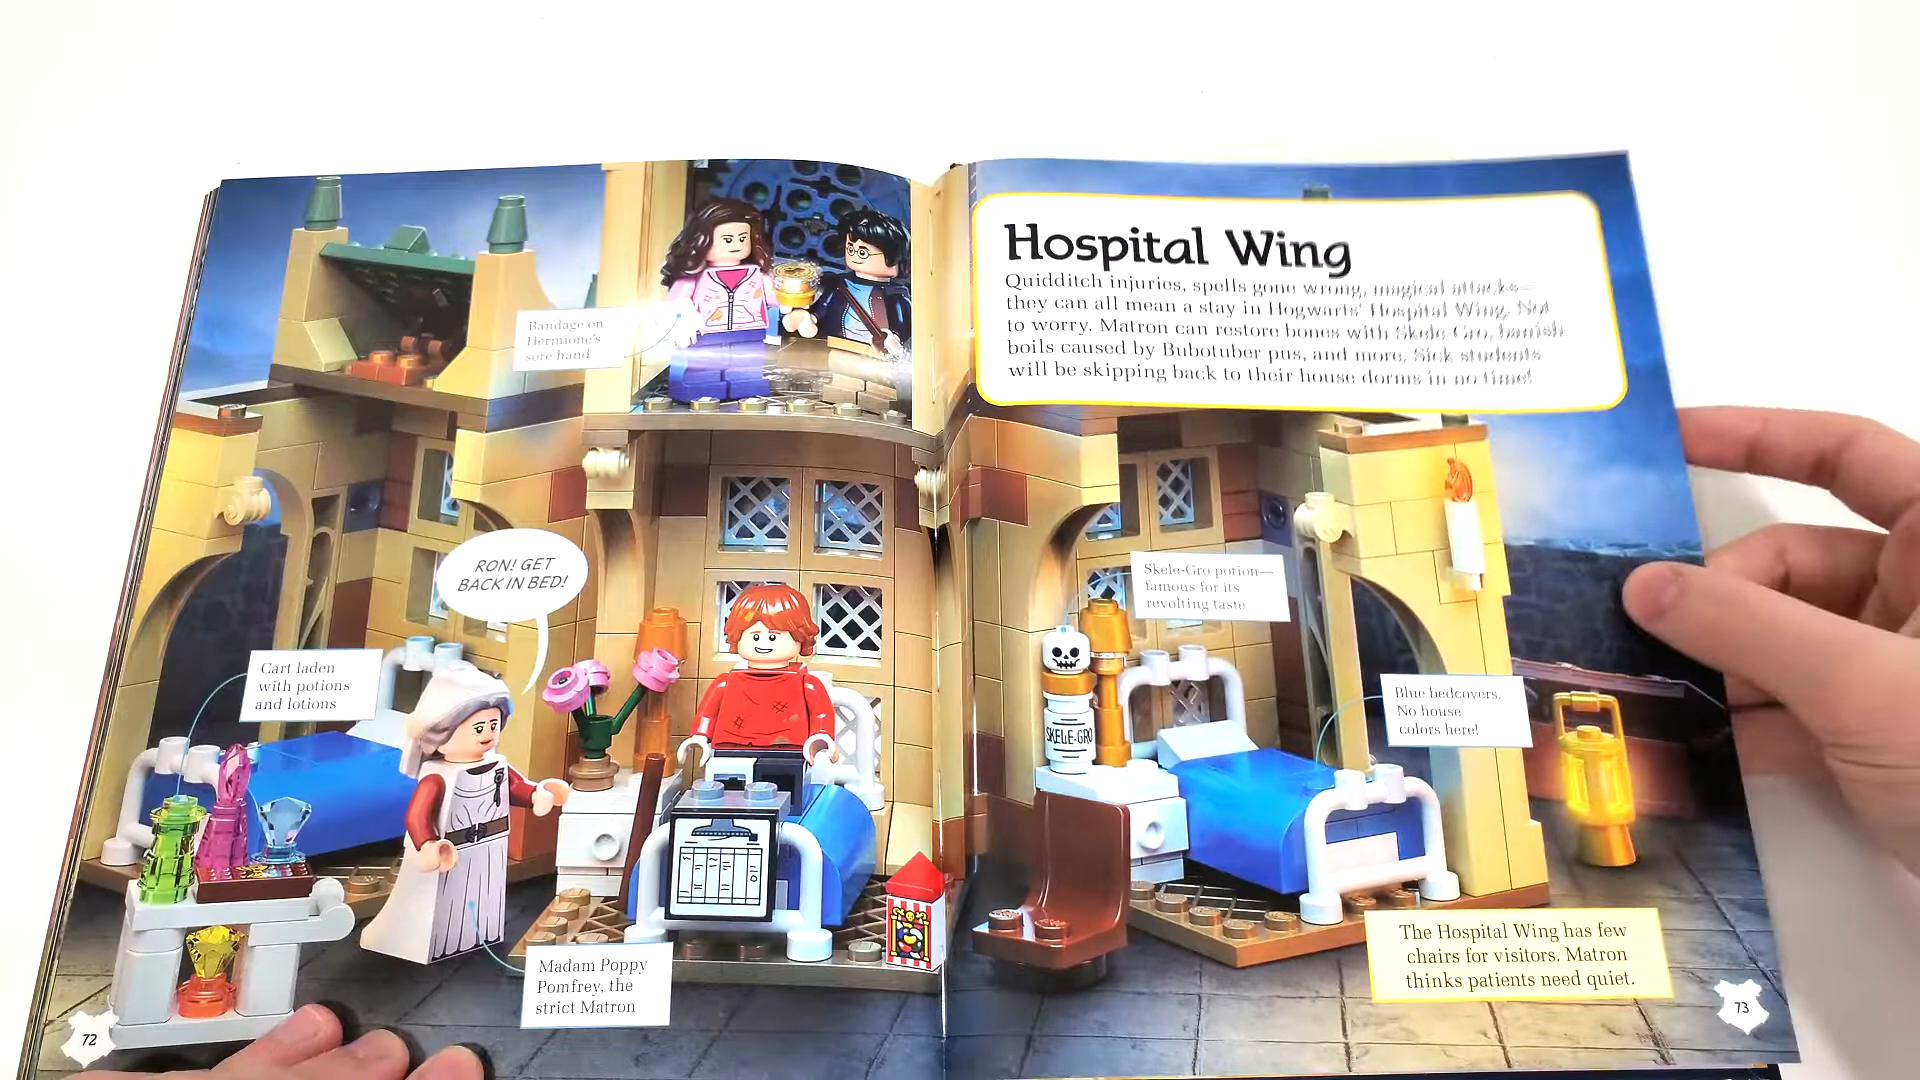 Hospital Wing
Quidditch injuries, spells gone wrong, magical attacks—
they can all mean a stay in Hogwarts' Hospital Wing. Not
to worry. Matron can restore bones with Skele-Gro, banish
boils caused by Bubotuber pus, and more. Sick students
will be skipping back to their house dorms in no time!
Bandage on
Hermione's
sore hand
RON! GET
BACK IN BED!
Cart laden
with potions
and lotions
Madam Poppy
Pomfrey, the
strict Matron
Skele-Gro potion—
famous for its
revolting taste
SKELE-GRO
Blue bedcovers.
No house
colors here!
The Hospital Wing has few
chairs for visitors. Matron
thinks patients need quiet.
72
73